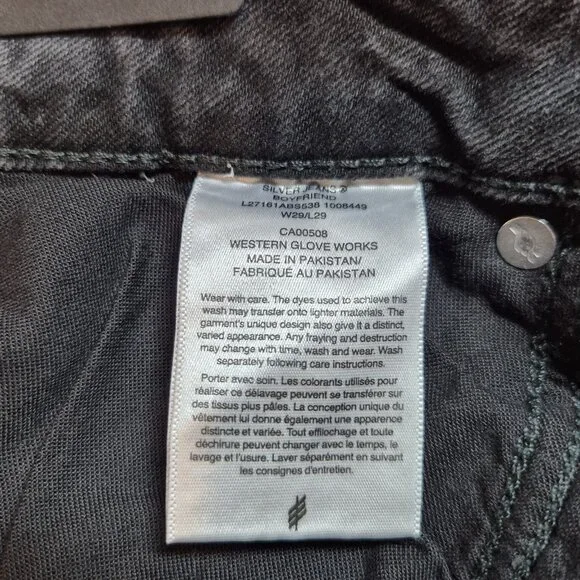 SILVER JEANS®
BOYFRIEND
L27161ABS538 1008449
W29/L29
CA00508
WESTERN GLOVE WORKS
MADE IN PAKISTAN/
FABRIQUÉ AU PAKISTAN
Wear with care. The dyes used to achieve this
wash may transfer onto lighter materials. The
garment's unique design also give it a distinct,
varied appearance. Any fraying and destruction
may change with time, wash and wear. Wash
separately following care instructions.
Porter avec soin. Les colorants utilisés pour
réaliser ce délavage peuvent se transférer sur
des tissus plus pâles. La conception unique du
vêtement lui donne également une apparence
distincte et variée. Tout effilochage et toute
déchirure peuvent changer avec le temps, le
lavage et l'usure. Laver séparément en suivant
les consignes d'entretien.